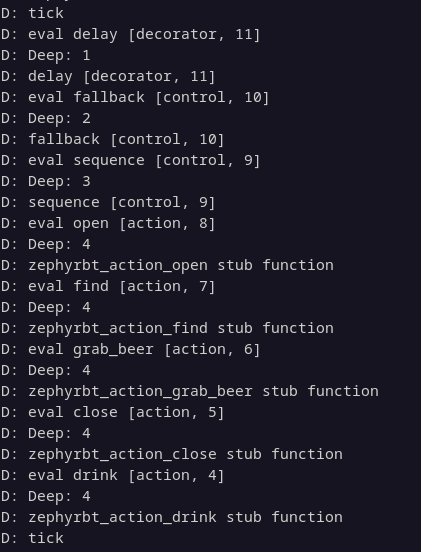 D: tick
D: eval delay [decorator, 11]
D: Deep: 1
D: delay [decorator, 11]
D: eval fallback [control, 10]
D: Deep: 2
D: fallback [control, 10]
D: eval sequence [control, 9]
D: Deep: 3
D: sequence [control, 9]
D: eval open [action, 8]
D: Deep: 4
D: zephyrbt_action_open stub function
D: eval find [action, 7]
D: Deep: 4
D: zephyrbt_action_find stub function
D: eval grab_beer [action, 6]
D: Deep: 4
D: zephyrbt_action_grab_beer stub function
D: eval close [action, 5]
D: Deep: 4
D: zephyrbt_action_close stub function
D: eval drink [action, 4]
D: Deep: 4
D: zephyrbt_action_drink stub function
D: tick